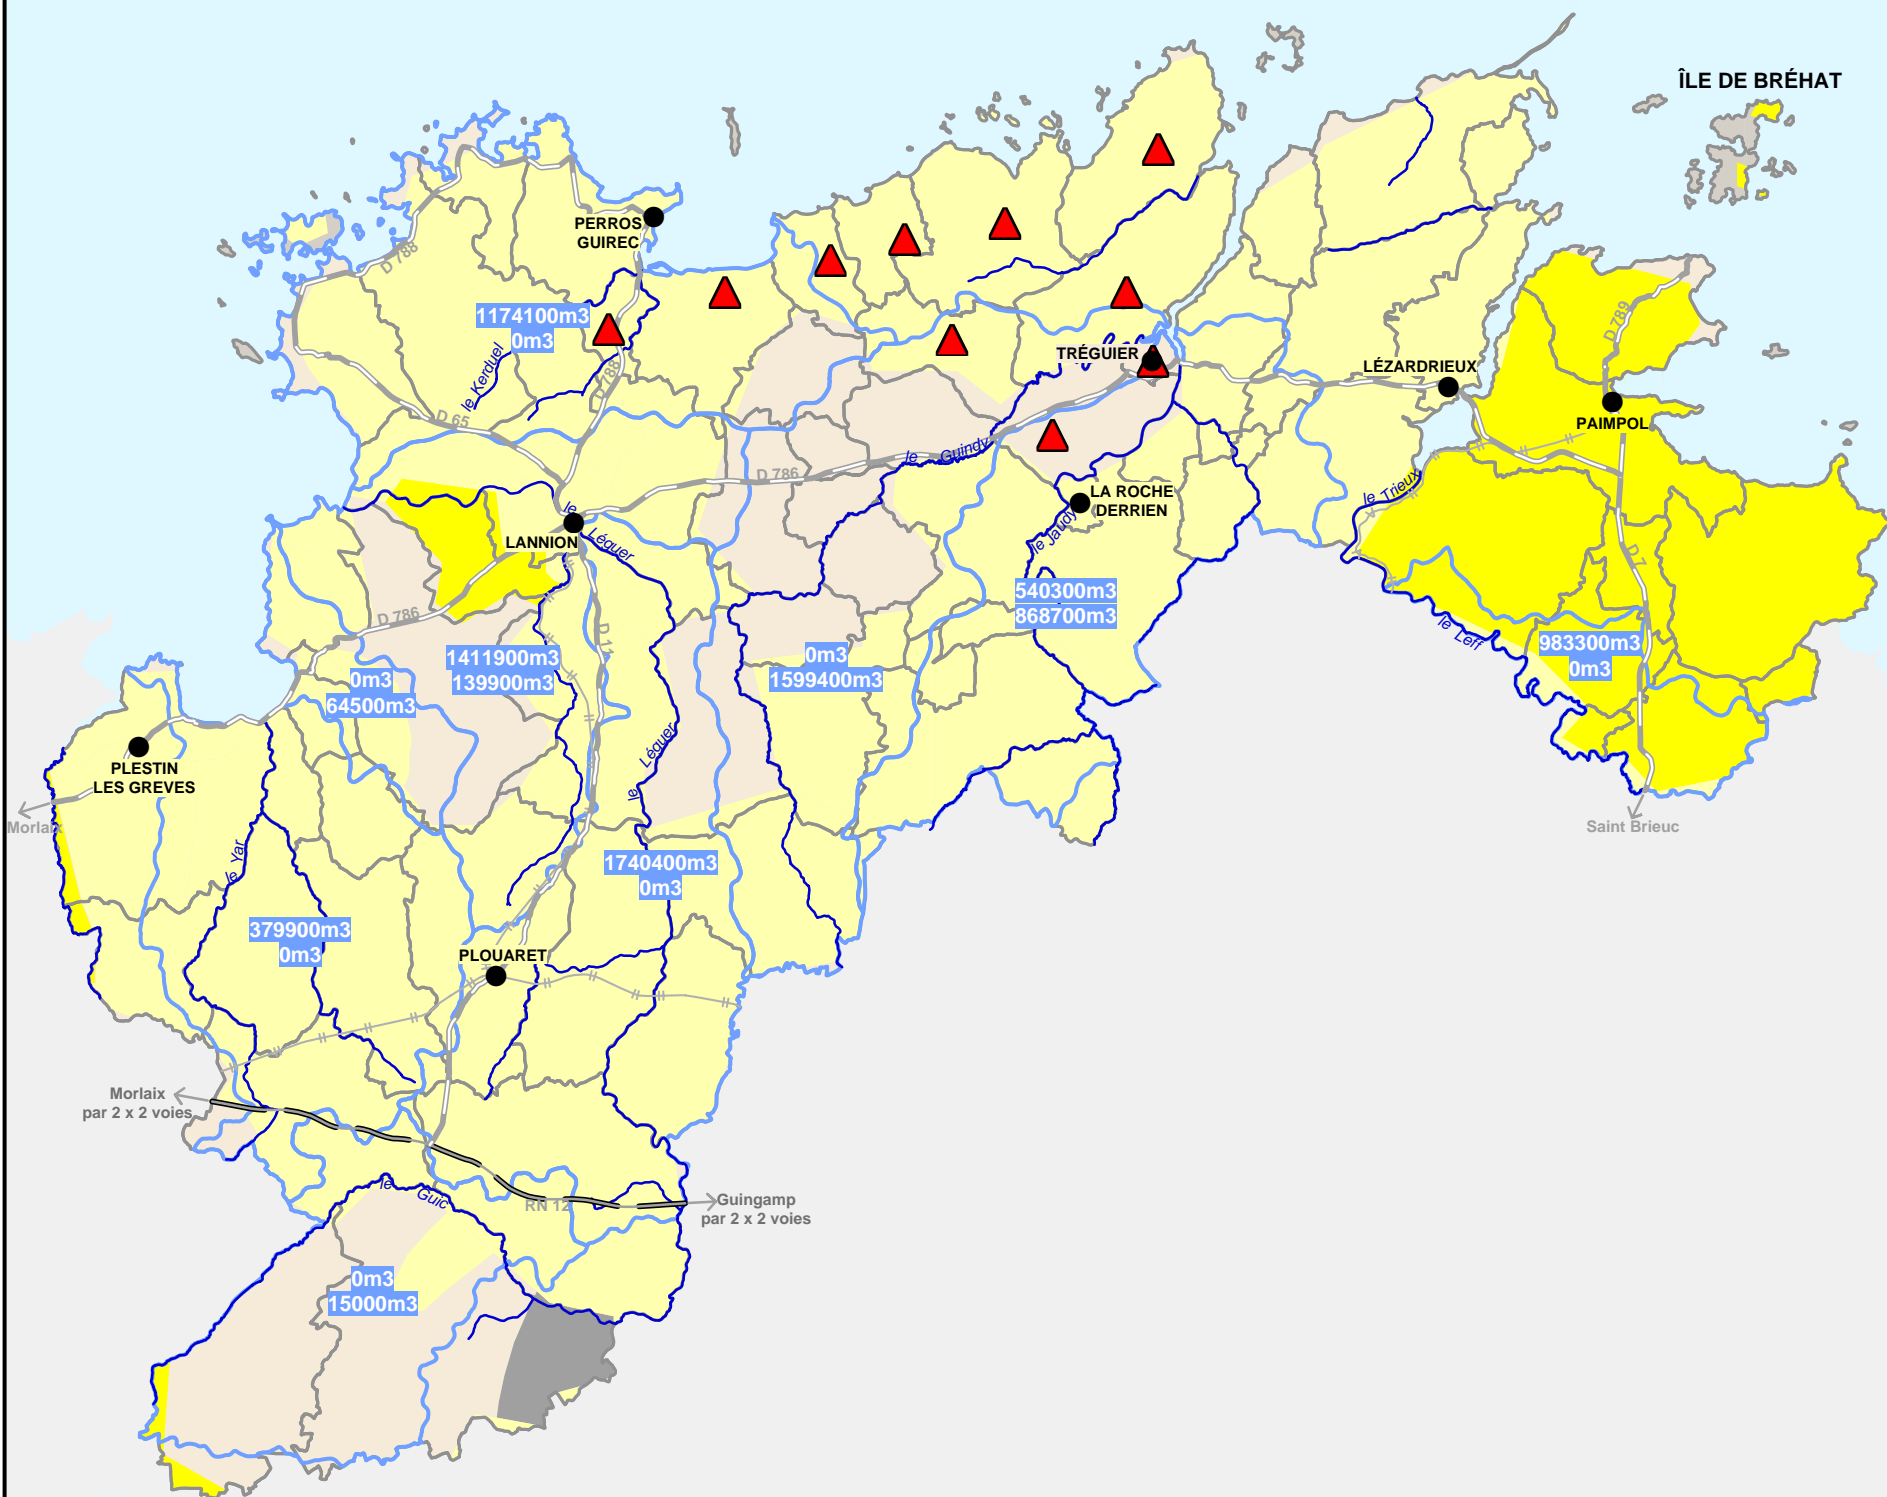 ÎLE DE BRÉHAT
PERROS
GUIREC
D 788
1174100m3
0m3
le Kerduel
D 788
D 65
TRÉGUIER
LÉZARDRIEUX
D 789
PAIMPOL
le Guindy
D 786
le Trieux
LA ROCHE
DERRIEN
le Jaudy
le Léguer
LANNION
D 7
540300m3
868700m3
D 786
D 11
le Leff
983300m3
0m3
1411900m3
139900m3
0m3
64500m3
0m3
1599400m3
le Léguer
PLESTIN
LES GREVES
Morlaix
Saint Brieuc
le Yar
1740400m3
0m3
379900m3
0m3
PLOUARET
Morlaix
par 2 x 2 voies
le Guic
RN 12
Guingamp
par 2 x 2 voies
0m3
15000m3